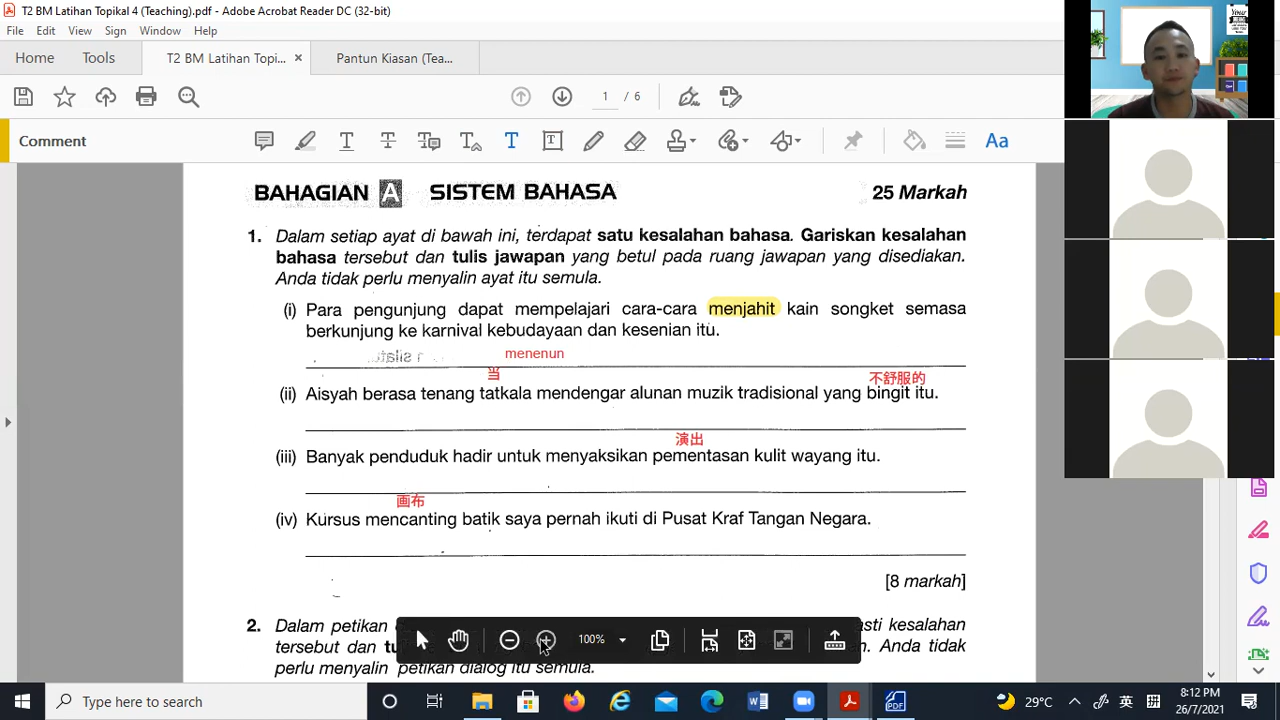 T2 BM Latihan Topikal 4 (Teaching).pdf - Adobe Acrobat Reader DC (32-bit)
File Edit View Sign Window Help
Home Tools T2 BM Latihan Topi... × Pantun Kiasan (Tea...
1 / 6
Comment
Aa
BAHAGIAN A SISTEM BAHASA 25 Markah
1. Dalam setiap ayat di bawah ini, terdapat satu kesalahan bahasa. Gariskan kesalahan
bahasa tersebut dan tulis jawapan yang betul pada ruang jawapan yang disediakan.
Anda tidak perlu menyalin ayat itu semula.
(i) Para pengunjung dapat mempelajari cara-cara menjahit kain songket semasa
berkunjung ke karnival kebudayaan dan kesenian itu.
menenun
当
不舒服的
(ii) Aisyah berasa tenang tatkala mendengar alunan muzik tradisional yang bingit itu.
演出
(iii) Banyak penduduk hadir untuk menyaksikan pementasan kulit wayang itu.
画布
(iv) Kursus mencanting batik saya pernah ikuti di Pusat Kraf Tangan Negara.
[8 markah]
2. Dalam petikan
asti kesalahan
100%
tersebut dan
Anda tidak
perlu menyalin petikan dialog itu semula.
Type here to search
29°C
英
拼
8:12 PM
26/7/2021